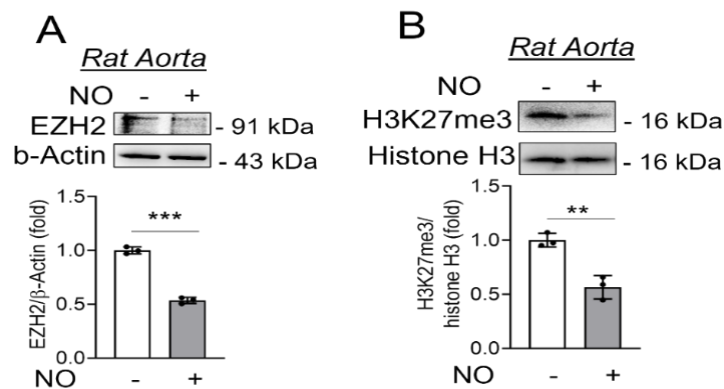 A
Rat Aorta
NO - +
EZH2 - 91 kDa
b-Actin - 43 kDa
EZH2/β-Actin (fold)
1.5
1.0
0.5
0.0
***
NO - +
B
Rat Aorta
NO - +
H3K27me3 - 16 kDa
Histone H3 - 16 kDa
H3K27me3/
histone H3 (fold)
1.5
1.0
0.5
0.0
**
NO - +